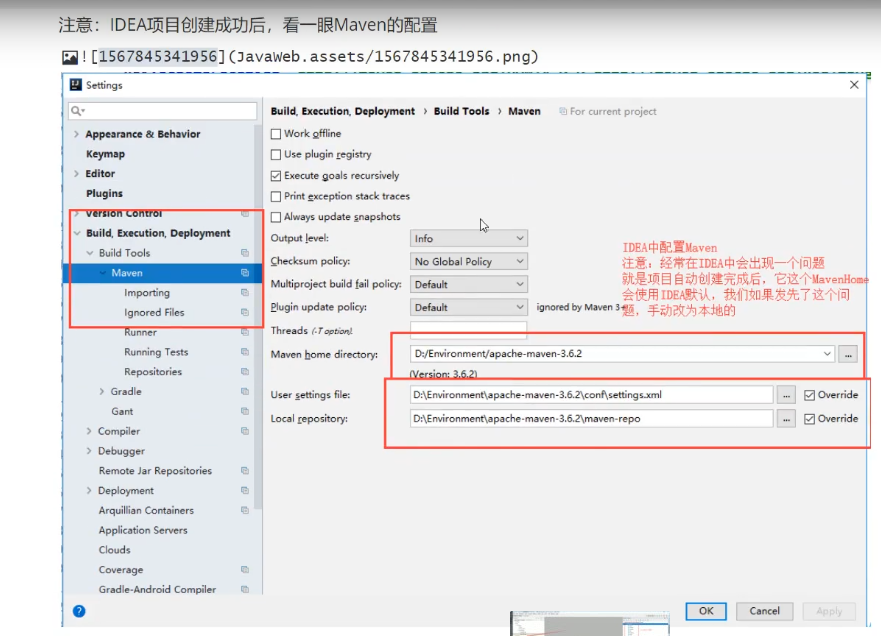 注意：IDEA项目创建成功后，看一眼Maven的配置
![1567845341956](JavaWeb.assets/1567845341956.png)
Settings
Appearance & Behavior
Keymap
Editor
Plugins
Version Control
Build, Execution, Deployment
Build Tools
Maven
Importing
Ignored Files
Runner
Running Tests
Repositories
Gradle
Gant
Compiler
Debugger
Remote Jar Repositories
Deployment
Arquillian Containers
Application Servers
Clouds
Coverage
Gradle-Android Compiler
Build, Execution, Deployment › Build Tools › Maven For current project
Work offline
Use plugin registry
Execute goals recursively
Print exception stack traces
Always update snapshots
Output level: Info
Checksum policy: No Global Policy
Multiproject build fail policy: Default
Plugin update policy: Default ignored by Maven 3+
Threads (-T option):
Maven home directory: D:/Environment/apache-maven-3.6.2 ...
(Version: 3.6.2)
User settings file: D:\Environment\apache-maven-3.6.2\conf\settings.xml ... Override
Local repository: D:\Environment\apache-maven-3.6.2\maven-repo ... Override
IDEA中配置Maven
注意：经常在IDEA中会出现一个问题
就是项目自动创建完成后，它这个MavenHome
会使用IDEA默认，我们如果发先了这个问
题，手动改为本地的
? OK Cancel Apply